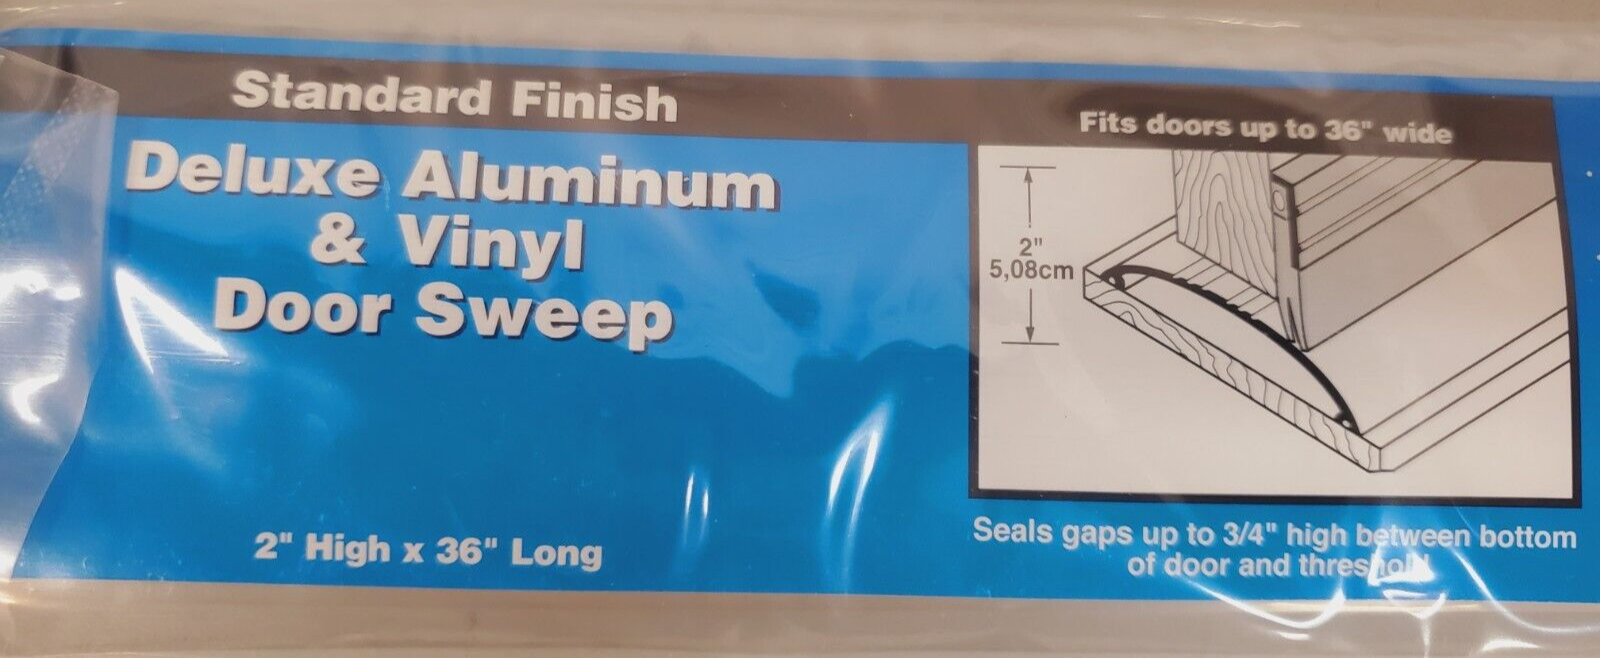 Standard Finish
Deluxe Aluminum
& Vinyl
Door Sweep
2" High x 36" Long
Fits doors up to 36" wide
2"
5,08cm
Seals gaps up to 3/4" high between bottom
of door and threshold